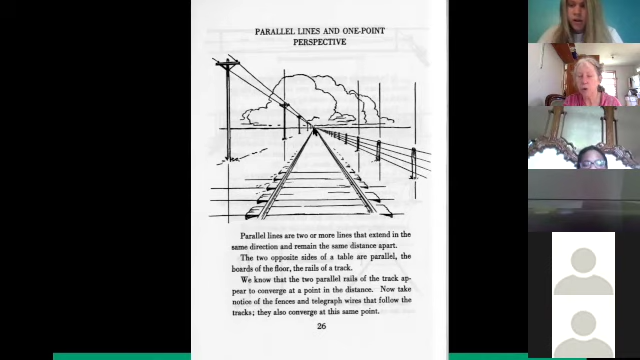 PARALLEL LINES AND ONE-POINT
PERSPECTIVE
Parallel lines are two or more lines that extend in the
same direction and remain the same distance apart.
The two opposite sides of a table are parallel, the
boards of the floor, the rails of a track.
We know that the two parallel rails of the track ap-
pear to converge at a point in the distance. Now take
notice of the fences and telegraph wires that follow the
tracks; they also converge at this same point.
26